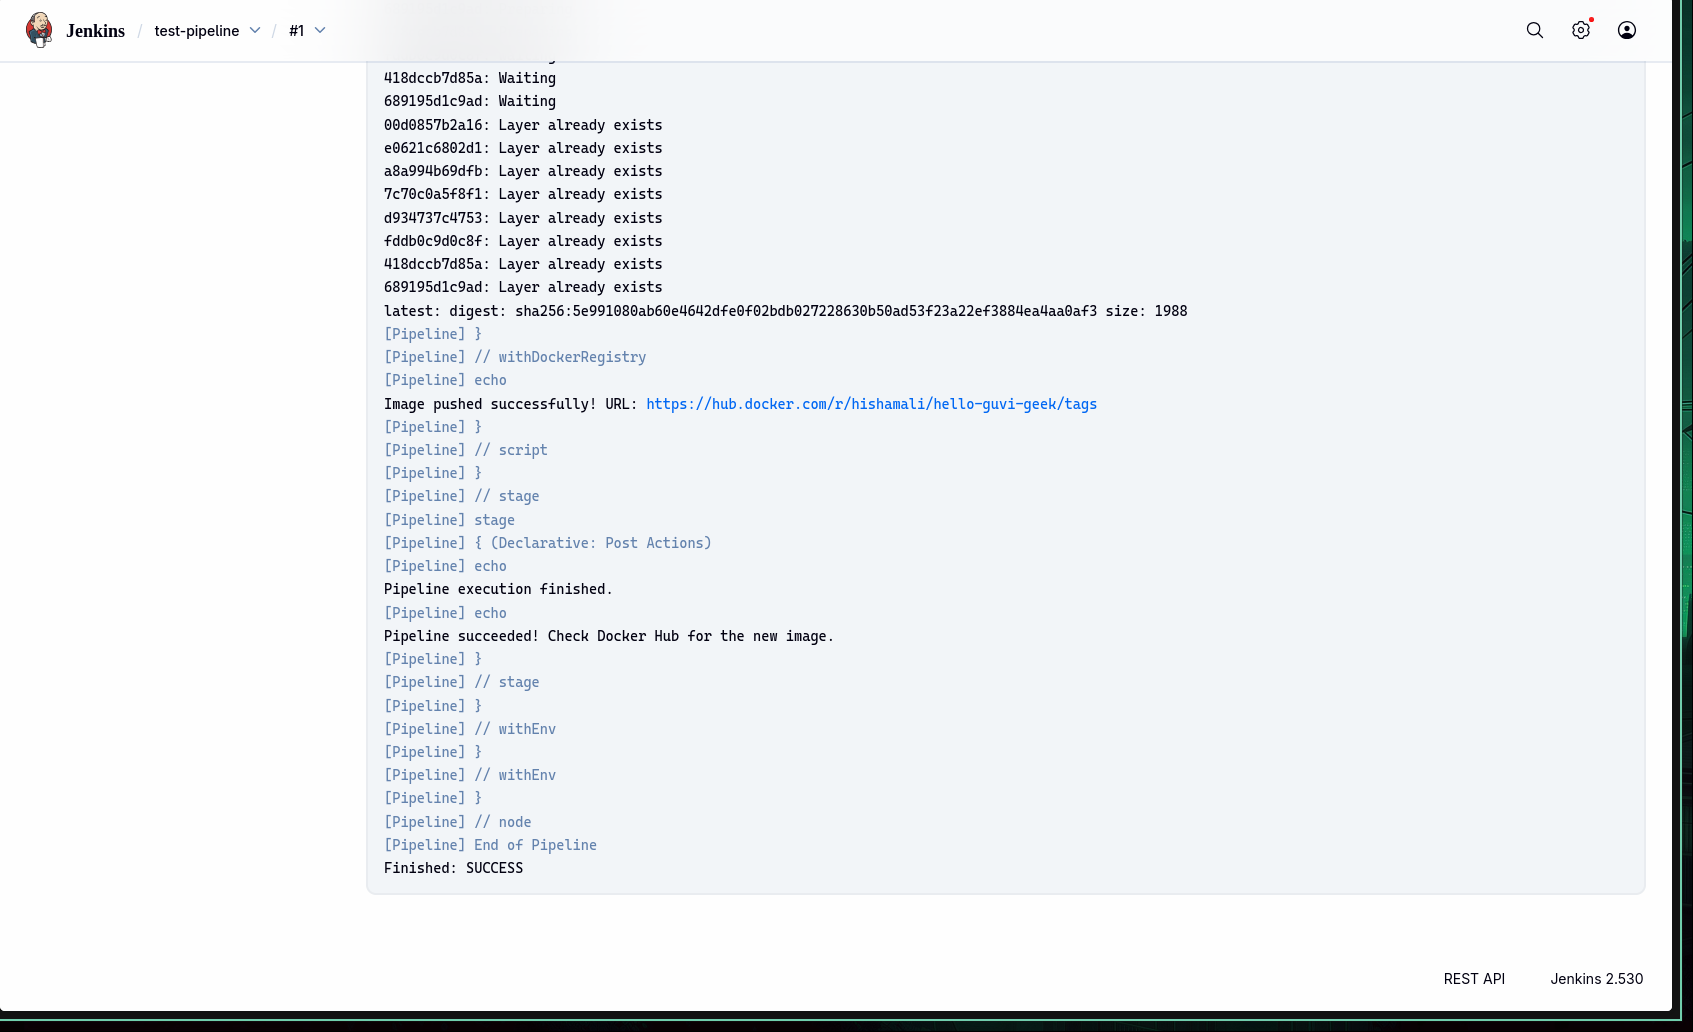 Jenkins / test-pipeline / #1
418dccb7d85a: Waiting
689195d1c9ad: Waiting
00d0857b2a16: Layer already exists
e0621c6802d1: Layer already exists
a8a994b69dfb: Layer already exists
7c70c0a5f8f1: Layer already exists
d934737c4753: Layer already exists
fddb0c9d0c8f: Layer already exists
418dccb7d85a: Layer already exists
689195d1c9ad: Layer already exists
latest: digest: sha256:5e991080ab60e4642dfe0f02bdb027228630b50ad53f23a22ef3884ea4aa0af3 size: 1988
[Pipeline] }
[Pipeline] // withDockerRegistry
[Pipeline] echo
Image pushed successfully! URL: https://hub.docker.com/r/hishamali/hello-guvi-geek/tags
[Pipeline] }
[Pipeline] // script
[Pipeline] }
[Pipeline] // stage
[Pipeline] stage
[Pipeline] { (Declarative: Post Actions)
[Pipeline] echo
Pipeline execution finished.
[Pipeline] echo
Pipeline succeeded! Check Docker Hub for the new image.
[Pipeline] }
[Pipeline] // stage
[Pipeline] }
[Pipeline] // withEnv
[Pipeline] }
[Pipeline] // withEnv
[Pipeline] }
[Pipeline] // node
[Pipeline] End of Pipeline
Finished: SUCCESS
REST API Jenkins 2.530